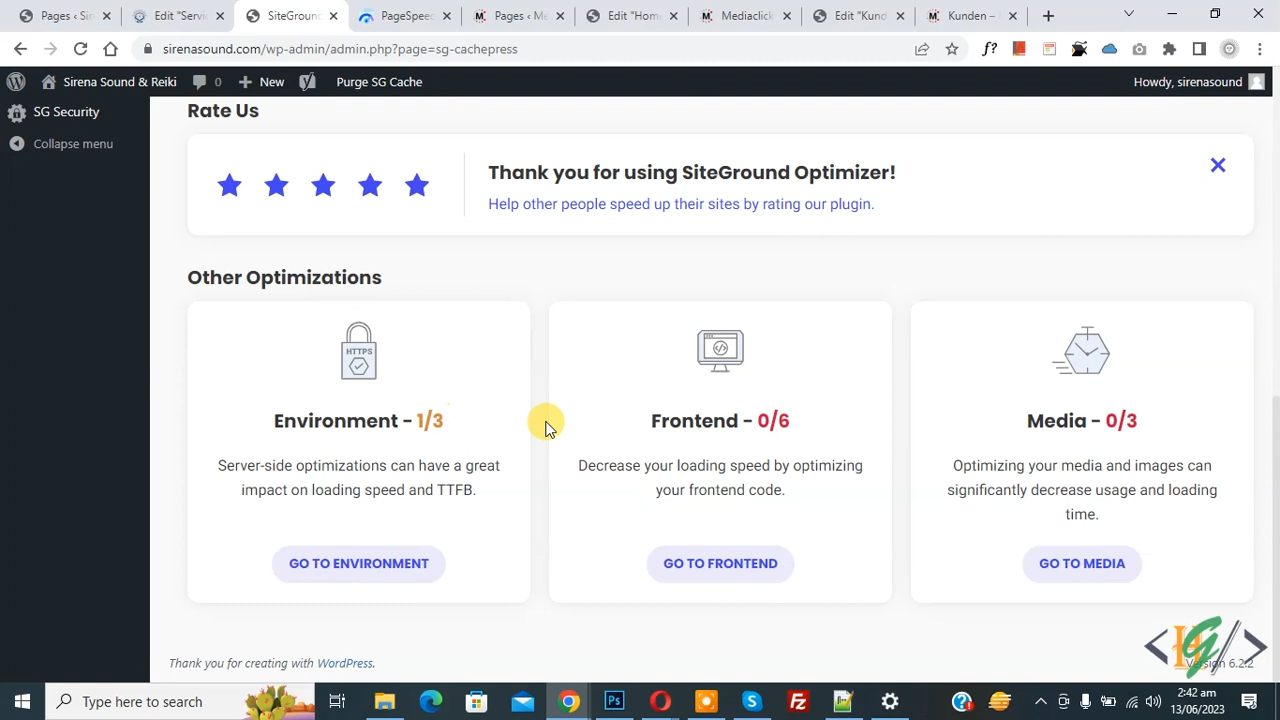 Pages ‹ Sir
Edit "Servic
SiteGround
PageSpeed
Pages ‹ Me
Edit "Home
Mediaclick
Edit "Kund
Kunden –
sirenasound.com/wp-admin/admin.php?page=sg-cachepress
f?
Sirena Sound & Reiki
0
New
Purge SG Cache
Howdy, sirenasound
SG Security
Collapse menu
Rate Us
Thank you for using SiteGround Optimizer!
Help other people speed up their sites by rating our plugin.
Other Optimizations
HTTPS
Environment - 1/3
Server-side optimizations can have a great
impact on loading speed and TTFB.
GO TO ENVIRONMENT
Frontend - 0/6
Decrease your loading speed by optimizing
your frontend code.
GO TO FRONTEND
Media - 0/3
Optimizing your media and images can
significantly decrease usage and loading
time.
GO TO MEDIA
Thank you for creating with WordPress.
Version 6.2.2
Type here to search
2:42 am
13/06/2023